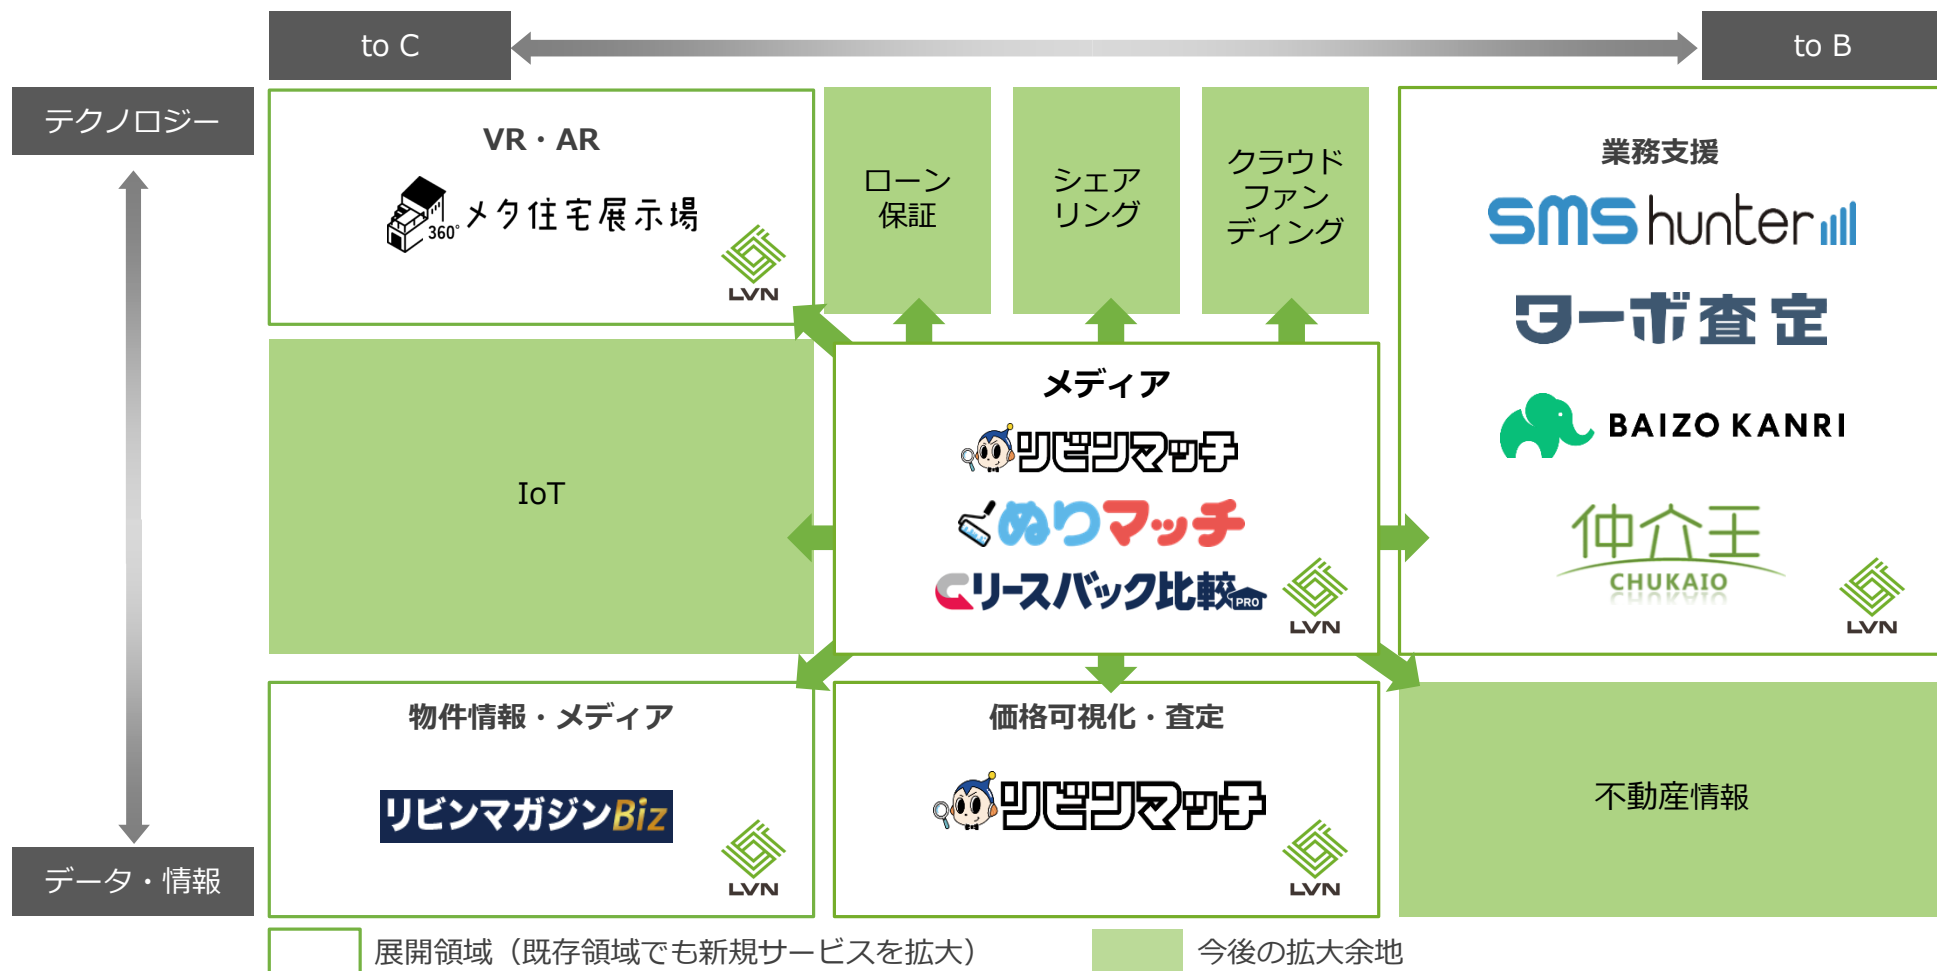 to C
to B
テクノロジー
データ・情報
VR・AR
360°
メタ住宅展示場
LVN
ローン
保証
シェア
リング
クラウド
ファン
ディング
業務支援
SMS hunter
ターボ査定
BAIZO KANRI
仲介王
CHUKAIO
LVN
IoT
メディア
リビンマッチ
ぬりマッチ
リースバック比較PRO
LVN
物件情報・メディア
リビンマガジンBiz
LVN
価格可視化・査定
リビンマッチ
LVN
不動産情報
展開領域（既存領域でも新規サービスを拡大）
今後の拡大余地